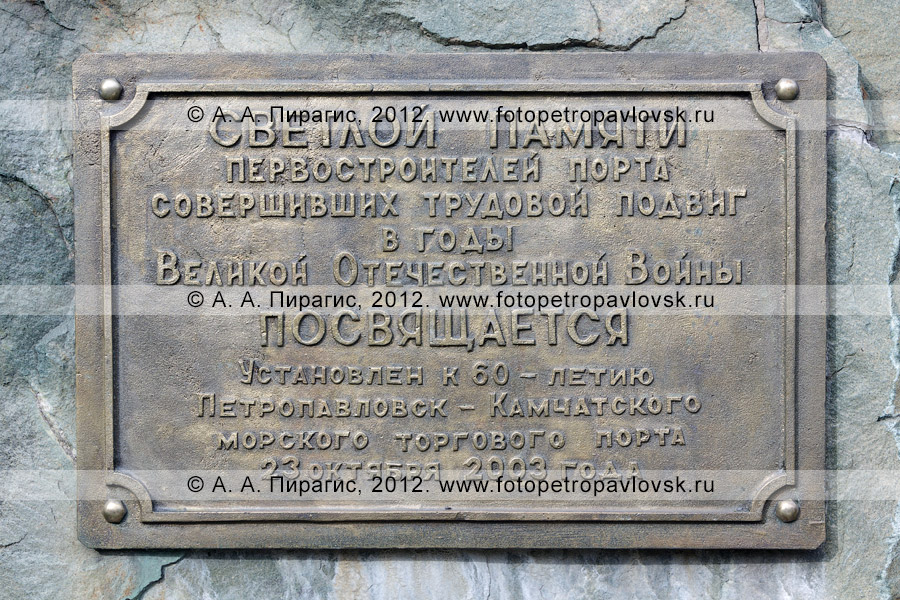 © А. А. Пирагис, 2012. www.fotopetropavlovsk.ru
СВЕТЛОЙ ПАМЯТИ
ПЕРВОСТРОИТЕЛЕЙ ПОРТА
СОВЕРШИВШИХ ТРУДОВОЙ ПОДВИГ
В ГОДЫ
ВЕЛИКОЙ ОТЕЧЕСТВЕННОЙ ВОЙНЫ
© А. А. Пирагис, 2012. www.fotopetropavlovsk.ru
ПОСВЯЩАЕТСЯ
УСТАНОВЛЕН К 60 – ЛЕТИЮ
ПЕТРОПАВЛОВСК – КАМЧАТСКОГО
МОРСКОГО ТОРГОВОГО ПОРТА
23 ОКТЯБРЯ 2003 ГОДА
© А. А. Пирагис, 2012. www.fotopetropavlovsk.ru